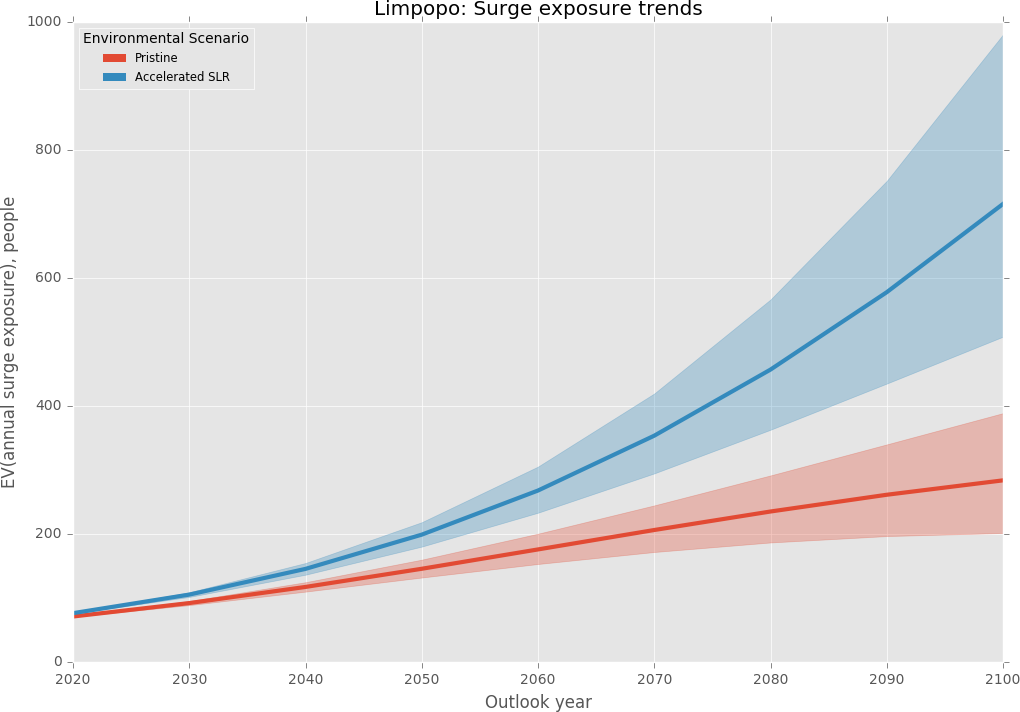 Limpopo: Surge exposure trends
Environmental Scenario
Pristine
Accelerated SLR
EV(annual surge exposure), people
1000
800
600
400
200
0
2020 2030 2040 2050 2060 2070 2080 2090 2100
Outlook year